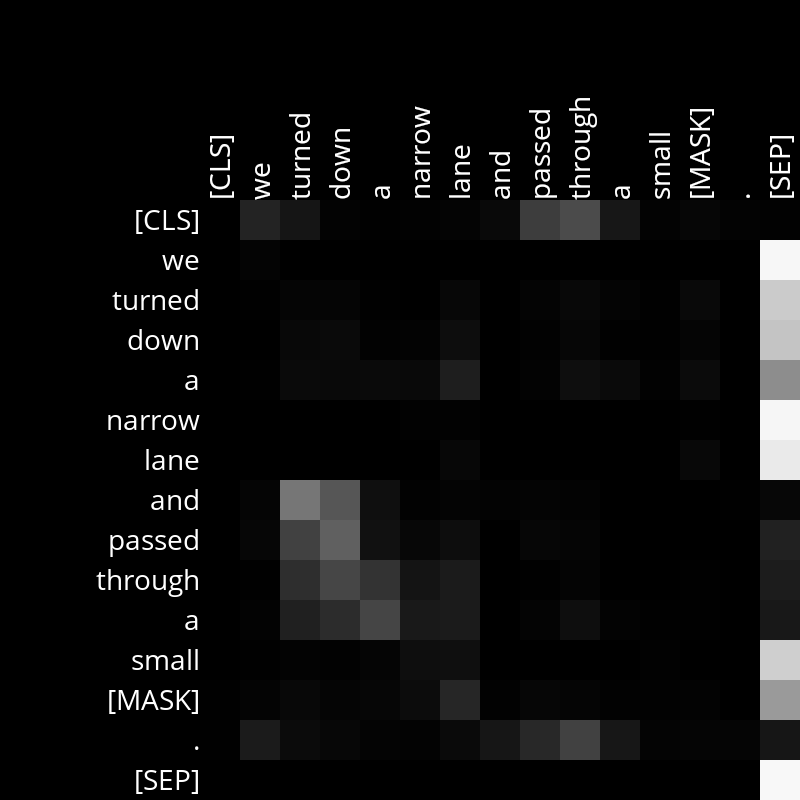 [CLS] we turned down a narrow lane and passed through a small [MASK] . [SEP]
[CLS]
we
turned
down
a
narrow
lane
and
passed
through
a
small
[MASK]
.
[SEP]